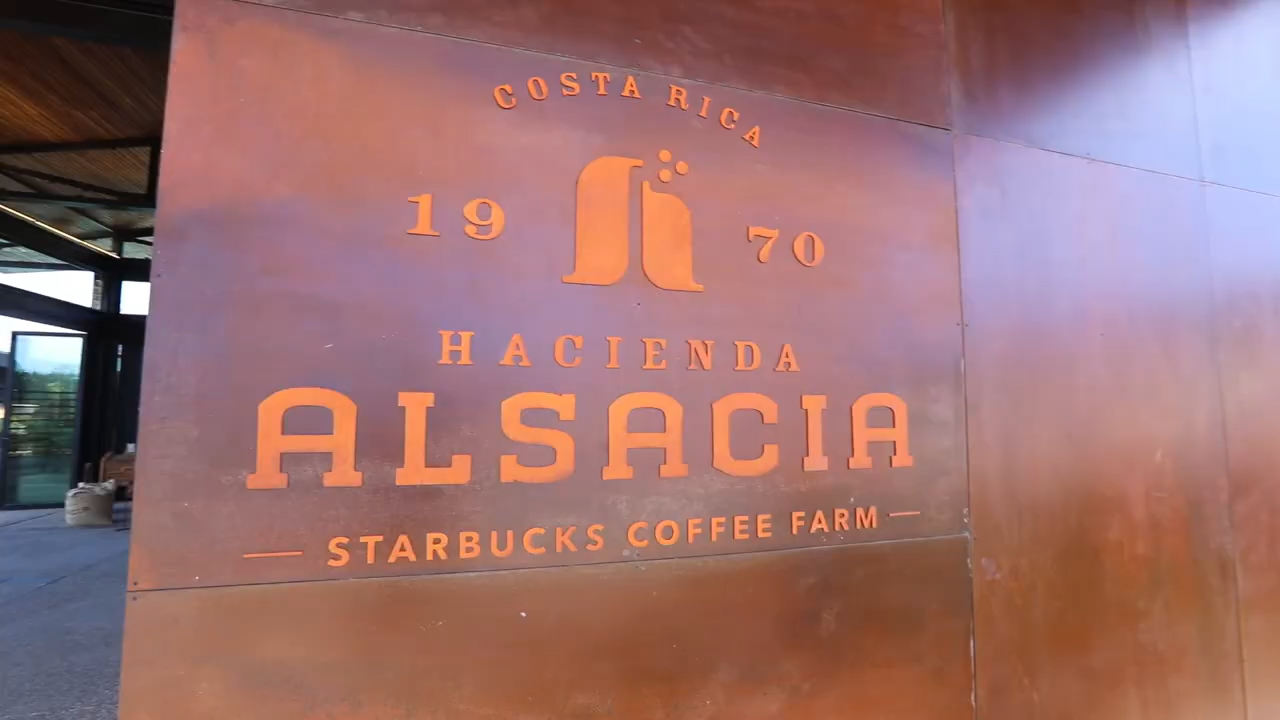 COSTA RICA
19 70
HACIENDA
ALSACIA
STARBUCKS COFFEE FARM